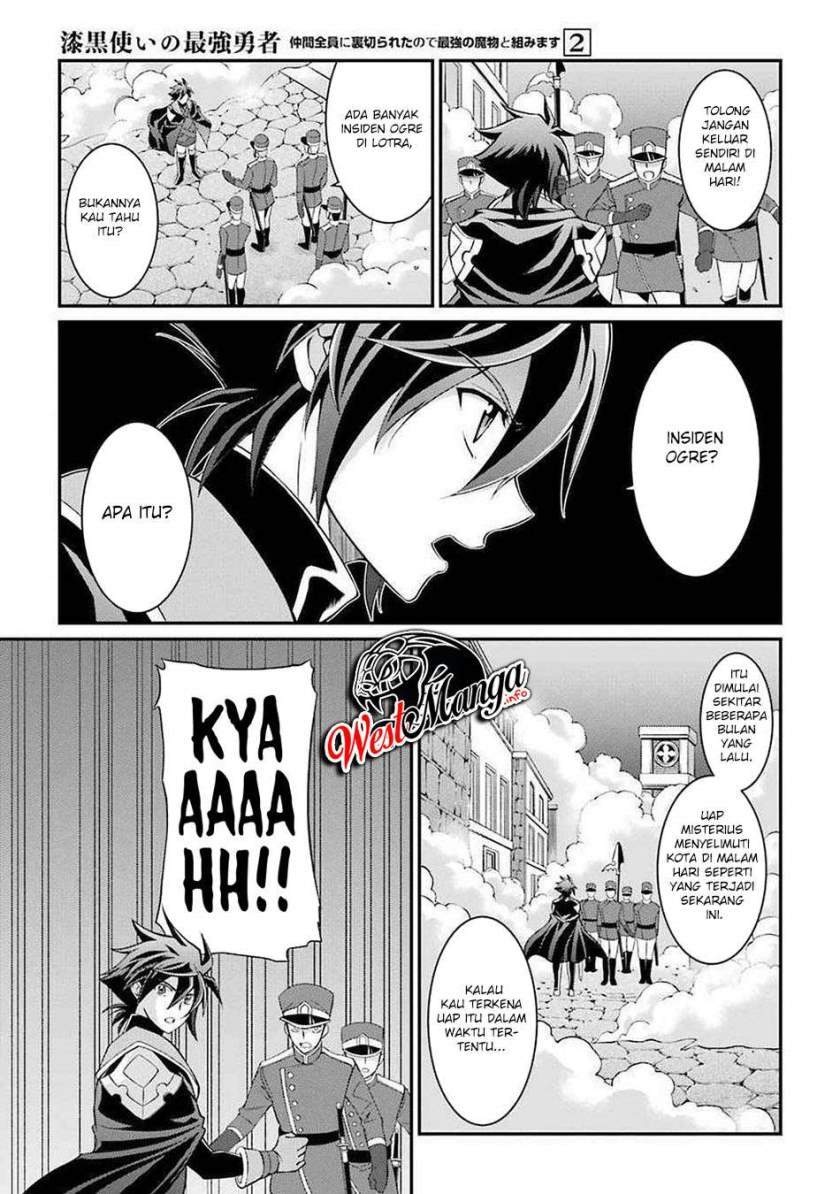 漆黒使いの最強勇者 仲間全員に裏切られたので最強の魔物と組みます 2
TOLONG
JANGAN
KELUAR
SENDIRI DI
MALAM
HARI!
ADA BANYAK
INSIDEN OGRE
DI LOTRA,
BUKANNYA
KAU TAHU
ITU?
INSIDEN
OGRE?
APA ITU?
ITU
DIMULAI
SEKITAR
BEBERAPA
BULAN
YANG
LALU.
UAP
MISTERIUS
MENYELIMUTI
KOTA DI MALAM
HARI SEPERTI
YANG TERJADI
SEKARANG
INI.
KALAU
KAU TERKENA
UAP ITU DALAM
WAKTU TER-
TENTU...
KYA
AAAA
HH!!
WestManga
.info